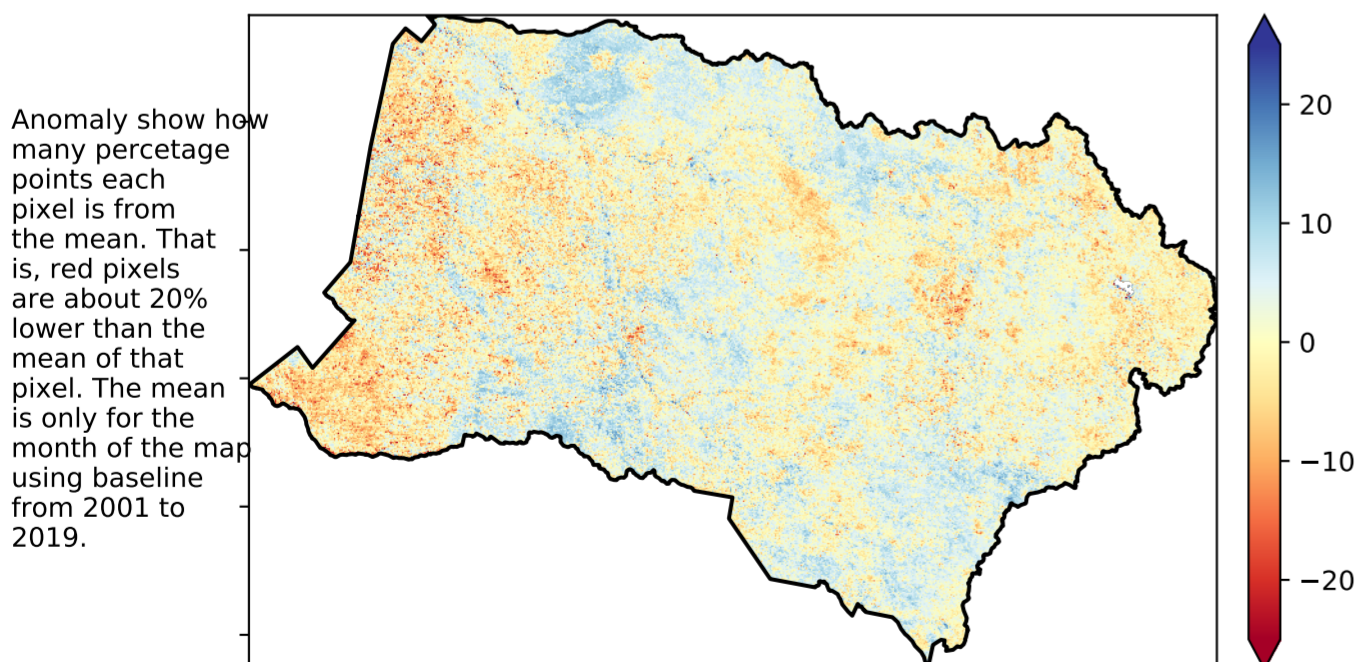 Anomaly show how
many percetage
points each
pixel is from
the mean. That
is, red pixels
are about 20%
lower than the
mean of that
pixel. The mean
is only for the
month of the map
using baseline
from 2001 to
2019.
20
10
0
−10
−20